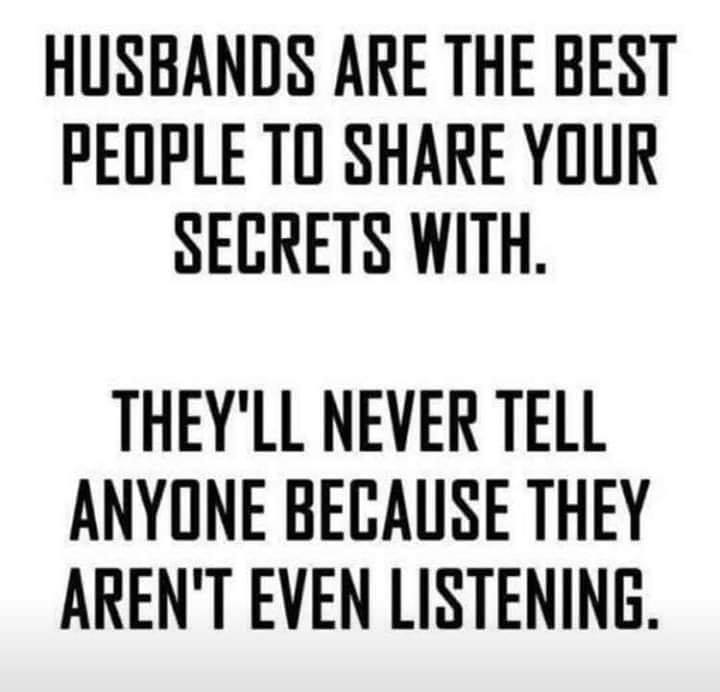 HUSBANDS ARE THE BEST
PEOPLE TO SHARE YOUR
SECRETS WITH.
THEY'LL NEVER TELL
ANYONE BECAUSE THEY
AREN'T EVEN LISTENING.